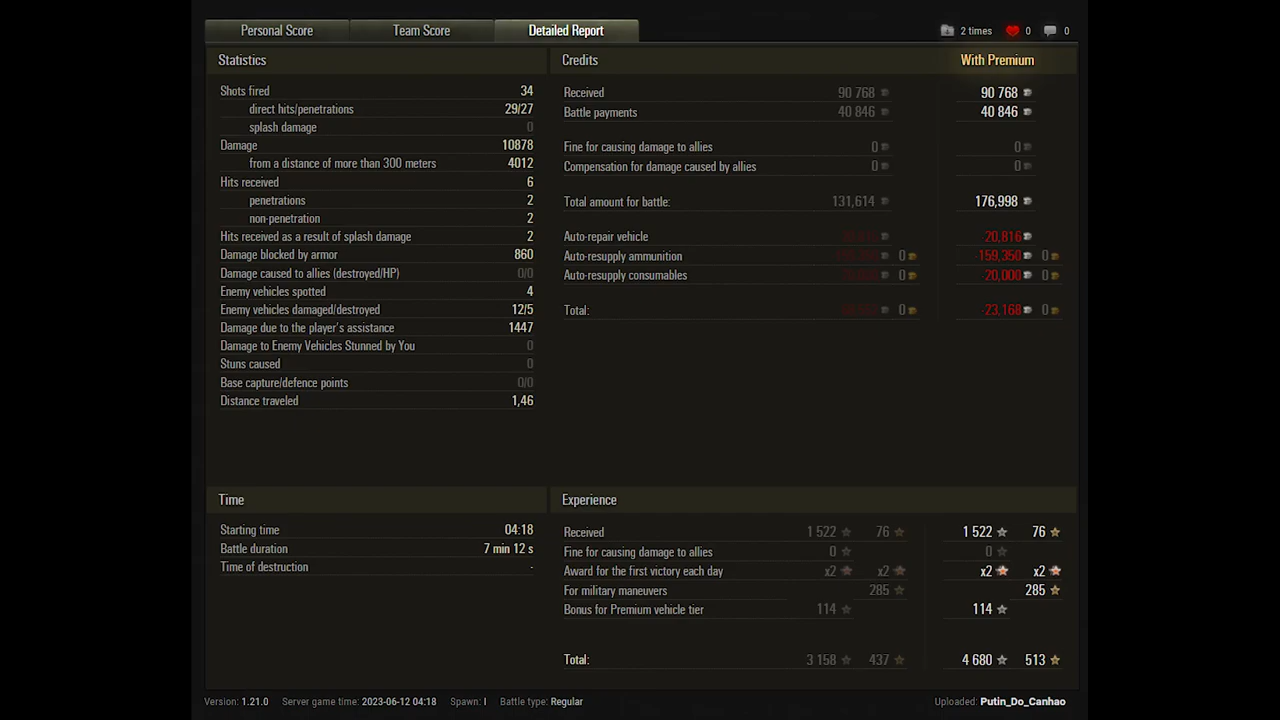 Personal Score Team Score Detailed Report 2 times 0 0
Statistics
Shots fired 34
direct hits/penetrations 29/27
splash damage 0
Damage 10878
from a distance of more than 300 meters 4012
Hits received 6
penetrations 2
non-penetration 2
Hits received as a result of splash damage 2
Damage blocked by armor 860
Damage caused to allies (destroyed/HP) 0/0
Enemy vehicles spotted 4
Enemy vehicles damaged/destroyed 12/5
Damage due to the player's assistance 1447
Damage to Enemy Vehicles Stunned by You 0
Stuns caused 0
Base capture/defence points 0/0
Distance traveled 1,46
Credits With Premium
Received 90 768 90 768
Battle payments 40 846 40 846
Fine for causing damage to allies 0 0
Compensation for damage caused by allies 0 0
Total amount for battle: 131,614 176,998
Auto-repair vehicle -20,816
Auto-resupply ammunition 0 -159,350 0
Auto-resupply consumables 0 -20,000 0
Total: 0 -23,168 0
Time
Starting time 04:18
Battle duration 7 min 12 s
Time of destruction -
Experience
Received 1 522 76 1 522 76
Fine for causing damage to allies 0 0
Award for the first victory each day x2 x2 x2 x2
For military maneuvers 285 285
Bonus for Premium vehicle tier 114 114
Total: 3 158 437 4 680 513
Version: 1.21.0 Server game time: 2023-06-12 04:18 Spawn: I Battle type: Regular Uploaded: Putin_Do_Canhao